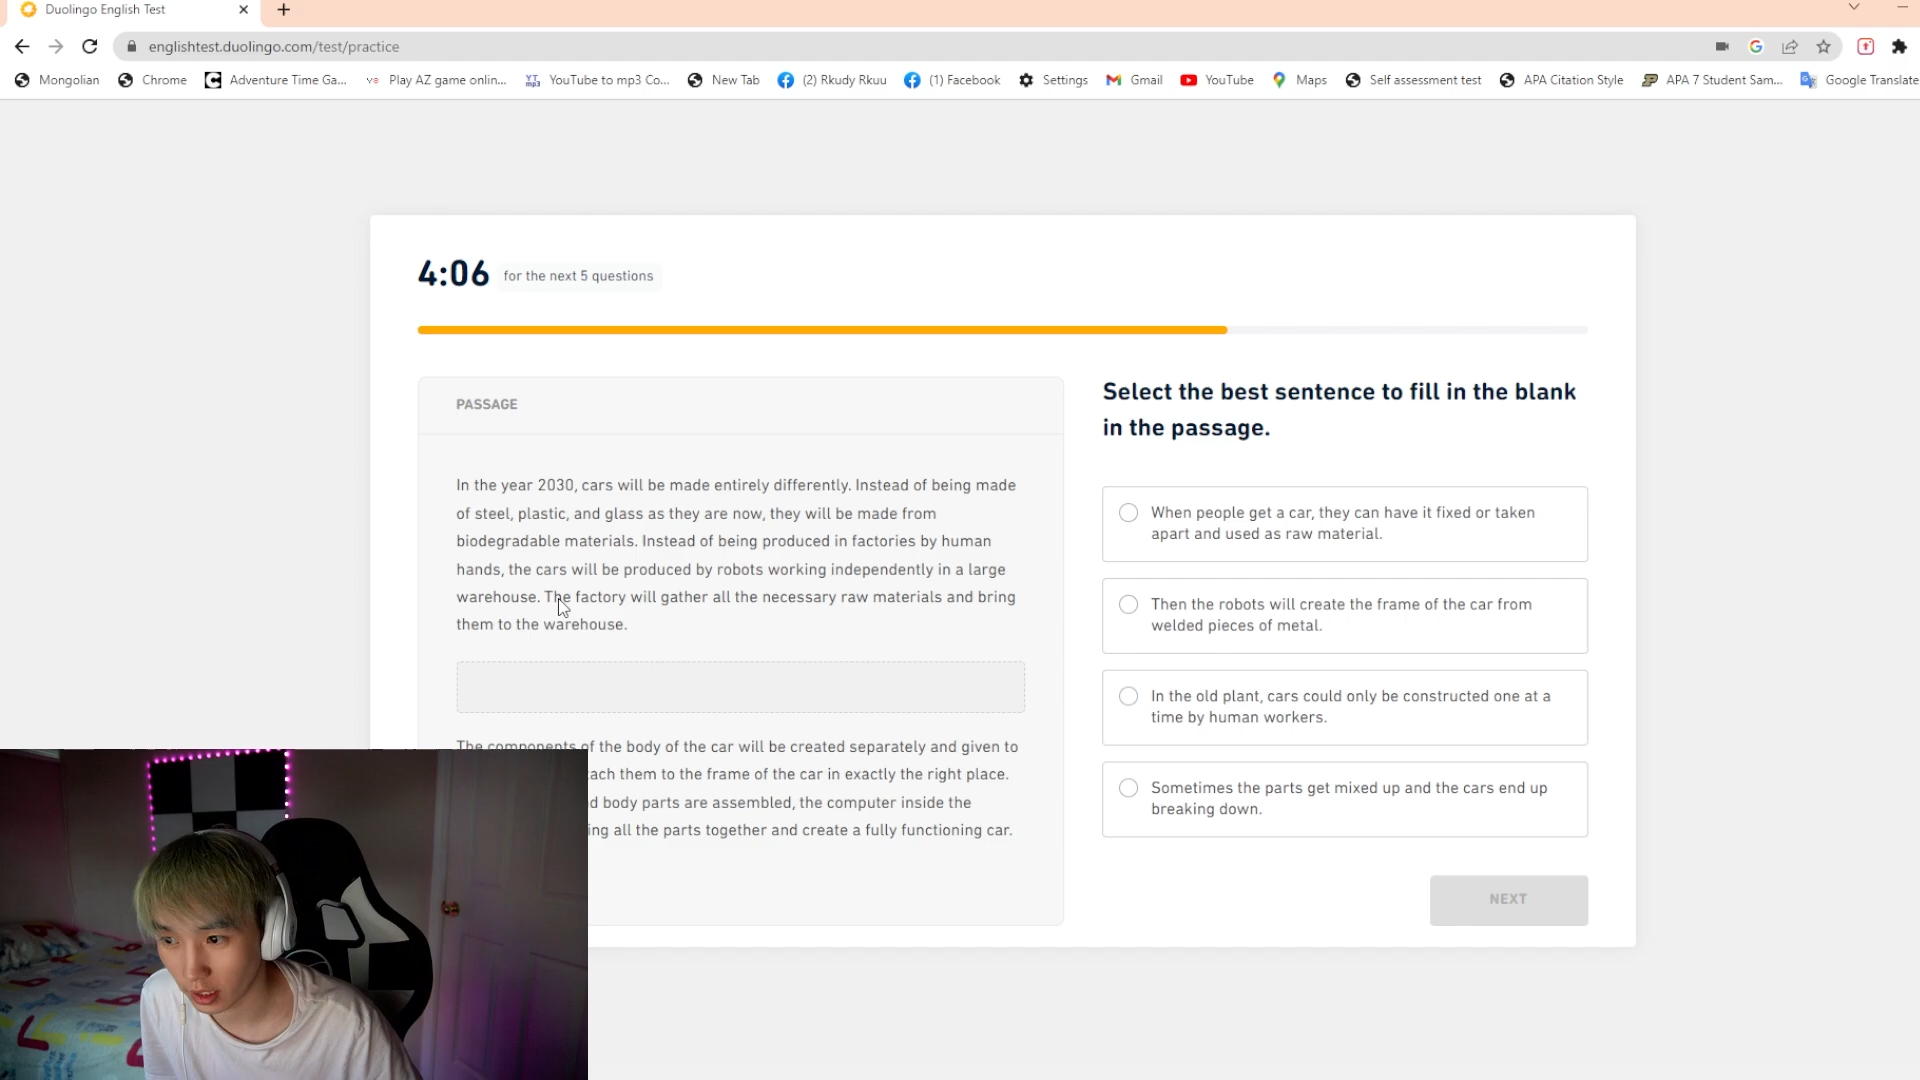 Duolingo English Test
englishtest.duolingo.com/test/practice
Mongolian Chrome Adventure Time Ga... Play AZ game onlin... YouTube to mp3 Co... New Tab (2) Rkudy Rkuu (1) Facebook Settings Gmail YouTube Maps Self assessment test APA Citation Style APA 7 Student Sam... Google Translate
4:06 for the next 5 questions
PASSAGE
In the year 2030, cars will be made entirely differently. Instead of being made
of steel, plastic, and glass as they are now, they will be made from
biodegradable materials. Instead of being produced in factories by human
hands, the cars will be produced by robots working independently in a large
warehouse. The factory will gather all the necessary raw materials and bring
them to the warehouse.
The components of the body of the car will be created separately and given to
them to the frame of the car in exactly the right place.
body parts are assembled, the computer inside the
all the parts together and create a fully functioning car.
Select the best sentence to fill in the blank
in the passage.
When people get a car, they can have it fixed or taken
apart and used as raw material.
Then the robots will create the frame of the car from
welded pieces of metal.
In the old plant, cars could only be constructed one at a
time by human workers.
Sometimes the parts get mixed up and the cars end up
breaking down.
NEXT